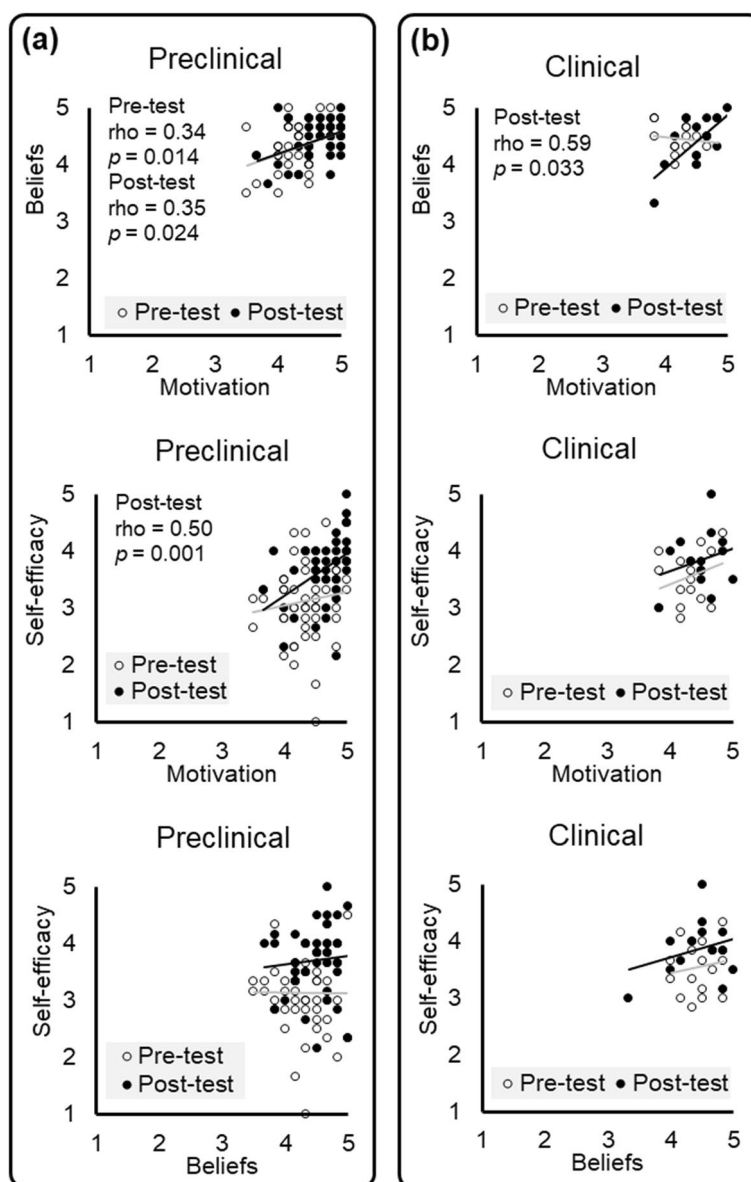 (a)
Preclinical
Pre-test
rho = 0.34
p = 0.014
Post-test
rho = 0.35
p = 0.024
Beliefs
5
4
3
2
1
○ Pre-test ● Post-test
1 2 3 4 5
Motivation
Preclinical
Post-test
rho = 0.50
p = 0.001
Self-efficacy
5
4
3
2
1
○ Pre-test
● Post-test
1 2 3 4 5
Motivation
Preclinical
Self-efficacy
5
4
3
2
1
○ Pre-test
● Post-test
1 2 3 4 5
Beliefs
(b)
Clinical
Post-test
rho = 0.59
p = 0.033
Beliefs
5
4
3
2
1
○ Pre-test ● Post-test
1 2 3 4 5
Motivation
Clinical
Self-efficacy
5
4
3
2
1
○ Pre-test ● Post-test
1 2 3 4 5
Motivation
Clinical
Self-efficacy
5
4
3
2
1
○ Pre-test ● Post-test
1 2 3 4 5
Beliefs